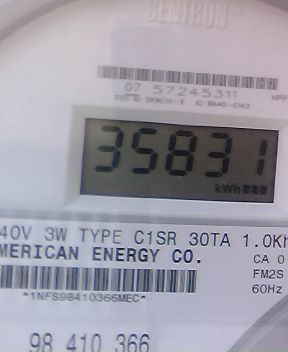 CENTRON
07 57245311
35831
kWh
40V 3W TYPE C1SR 30TA 1.0Kh
MERICAN ENERGY CO.
CA 0
FM2S
60Hz
*1NFS98410366MEC*
98 410 366